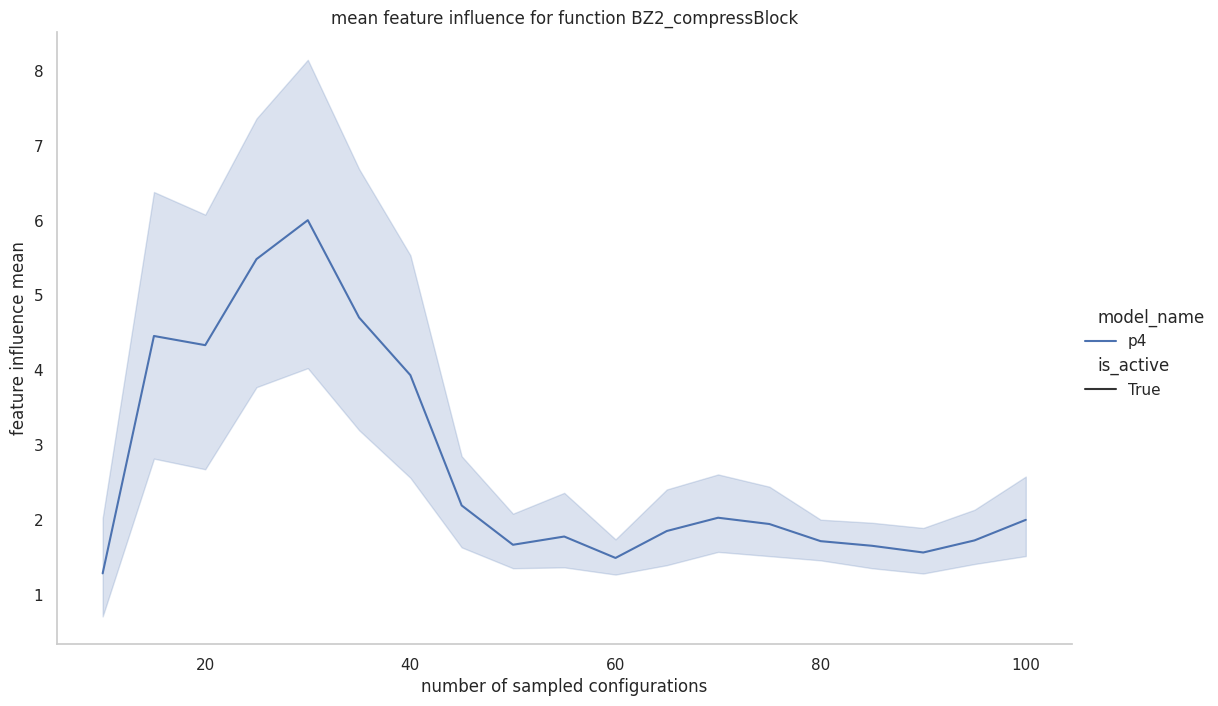 mean feature influence for function BZ2_compressBlock
8
7
6
5
4
3
2
1
feature influence mean
20 40 60 80 100
number of sampled configurations
model_name
p4
is_active
True